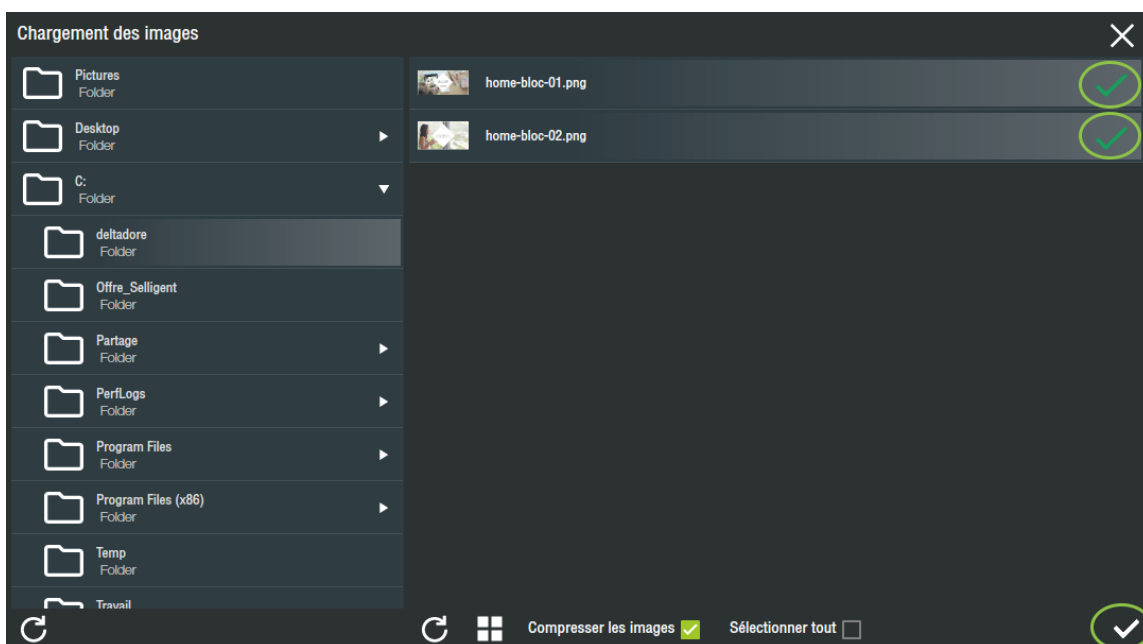 Chargement des images
Pictures
Folder
Desktop
Folder
C:
Folder
deltadore
Folder
Offre_Selligent
Folder
Partage
Folder
PerfLogs
Folder
Program Files
Folder
Program Files (x86)
Folder
Temp
Folder
Travail
home-bloc-01.png
home-bloc-02.png
Compresser les images
Sélectionner tout